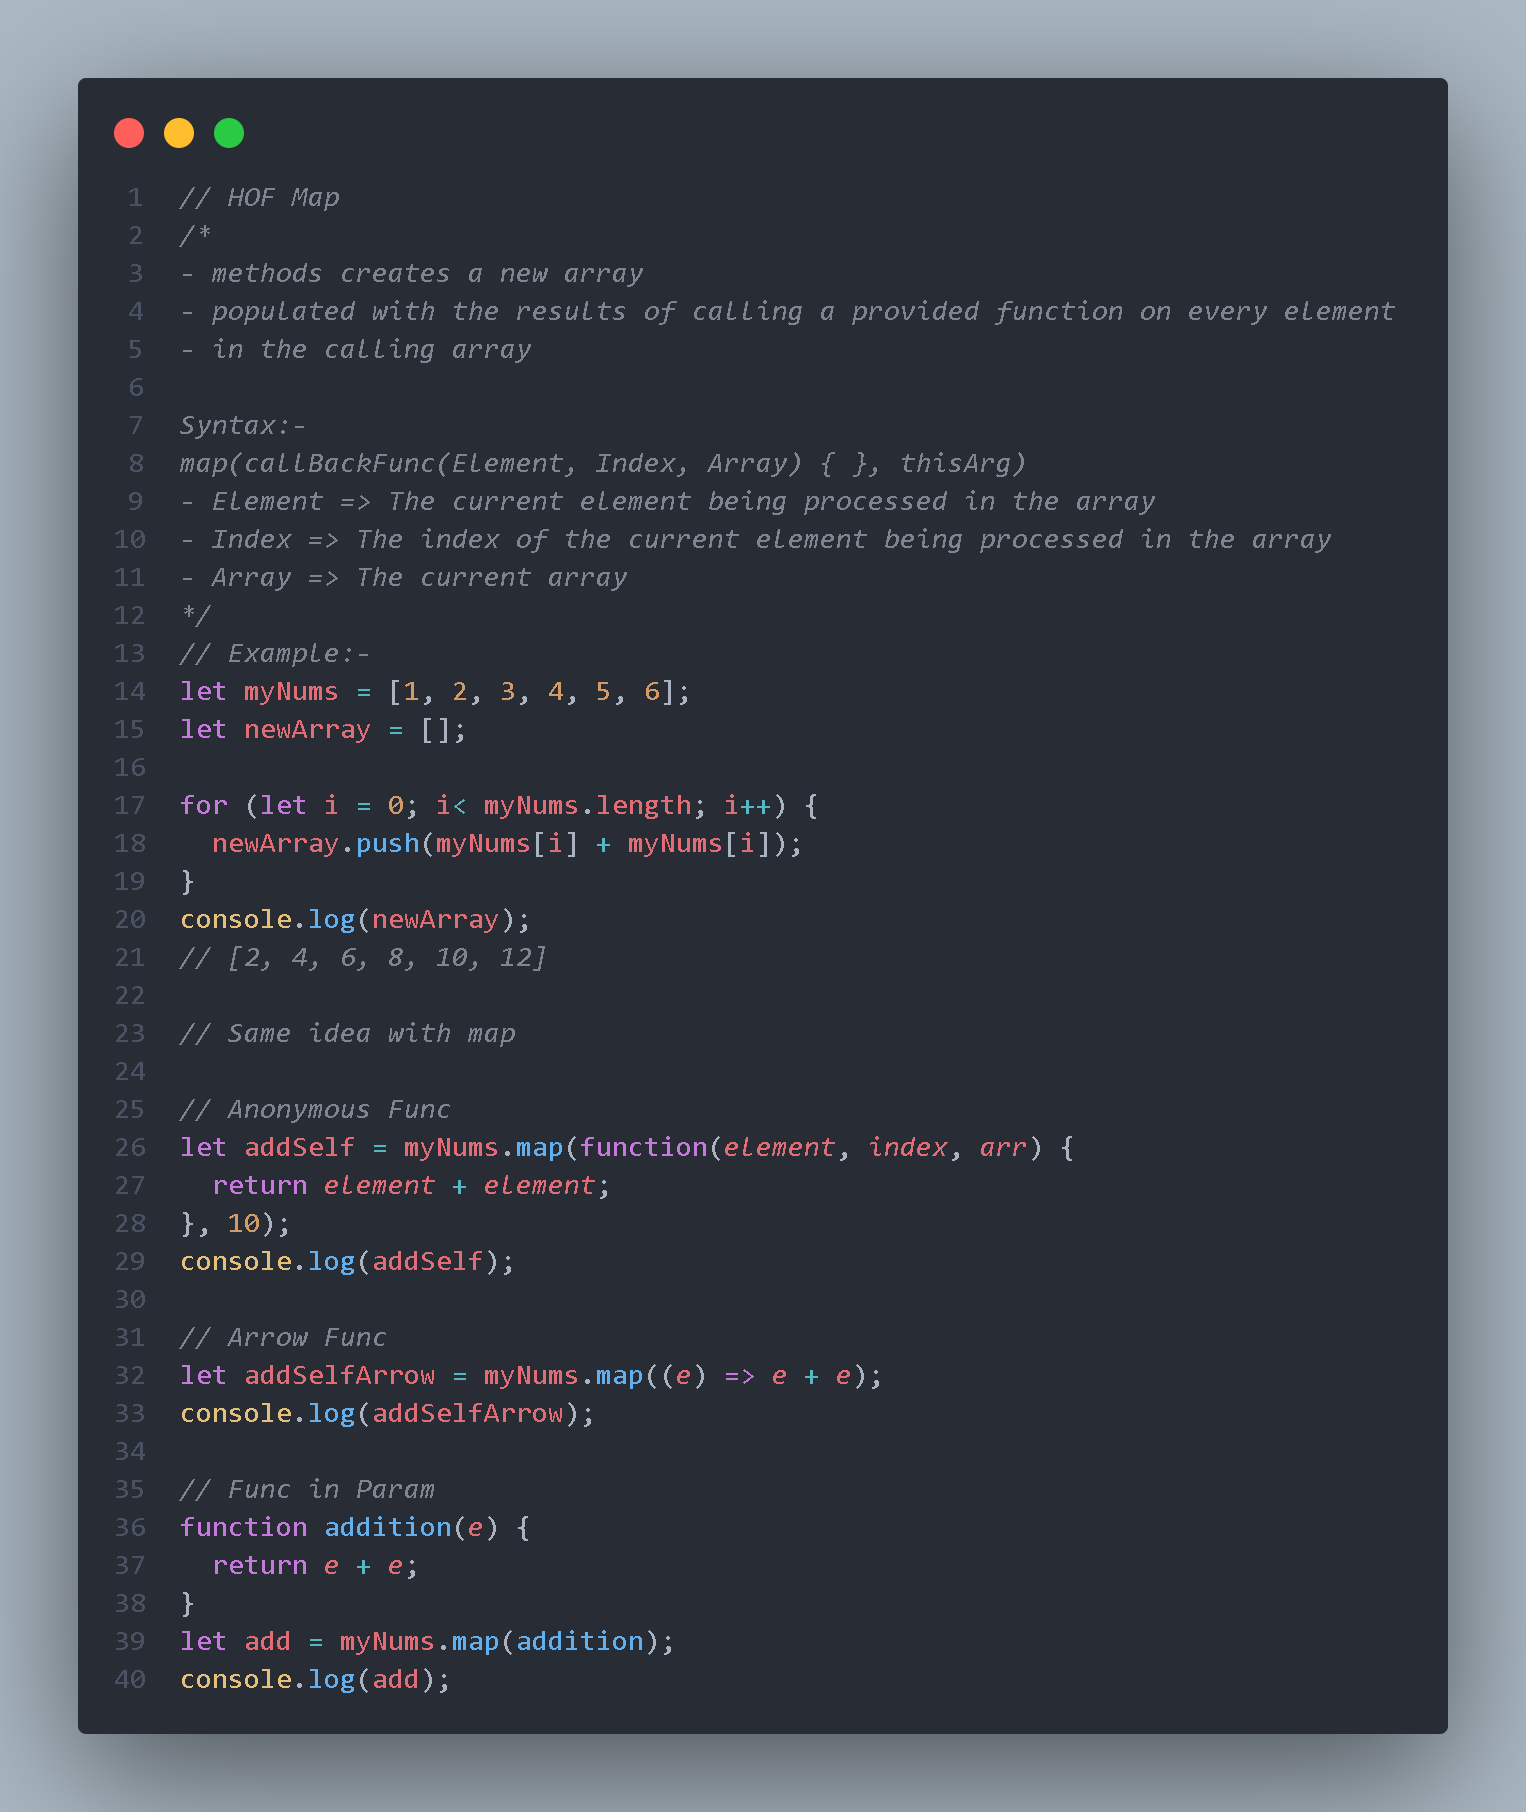 1 // HOF Map
2 /*
3 - methods creates a new array
4 - populated with the results of calling a provided function on every element
5 - in the calling array
6
7 Syntax:-
8 map(callBackFunc(Element, Index, Array) { }, thisArg)
9 - Element => The current element being processed in the array
10 - Index => The index of the current element being processed in the array
11 - Array => The current array
12 */
13 // Example:-
14 let myNums = [1, 2, 3, 4, 5, 6];
15 let newArray = [];
16
17 for (let i = 0; i< myNums.length; i++) {
18   newArray.push(myNums[i] + myNums[i]);
19 }
20 console.log(newArray);
21 // [2, 4, 6, 8, 10, 12]
22
23 // Same idea with map
24
25 // Anonymous Func
26 let addSelf = myNums.map(function(element, index, arr) {
27   return element + element;
28 }, 10);
29 console.log(addSelf);
30
31 // Arrow Func
32 let addSelfArrow = myNums.map((e) => e + e);
33 console.log(addSelfArrow);
34
35 // Func in Param
36 function addition(e) {
37   return e + e;
38 }
39 let add = myNums.map(addition);
40 console.log(add);